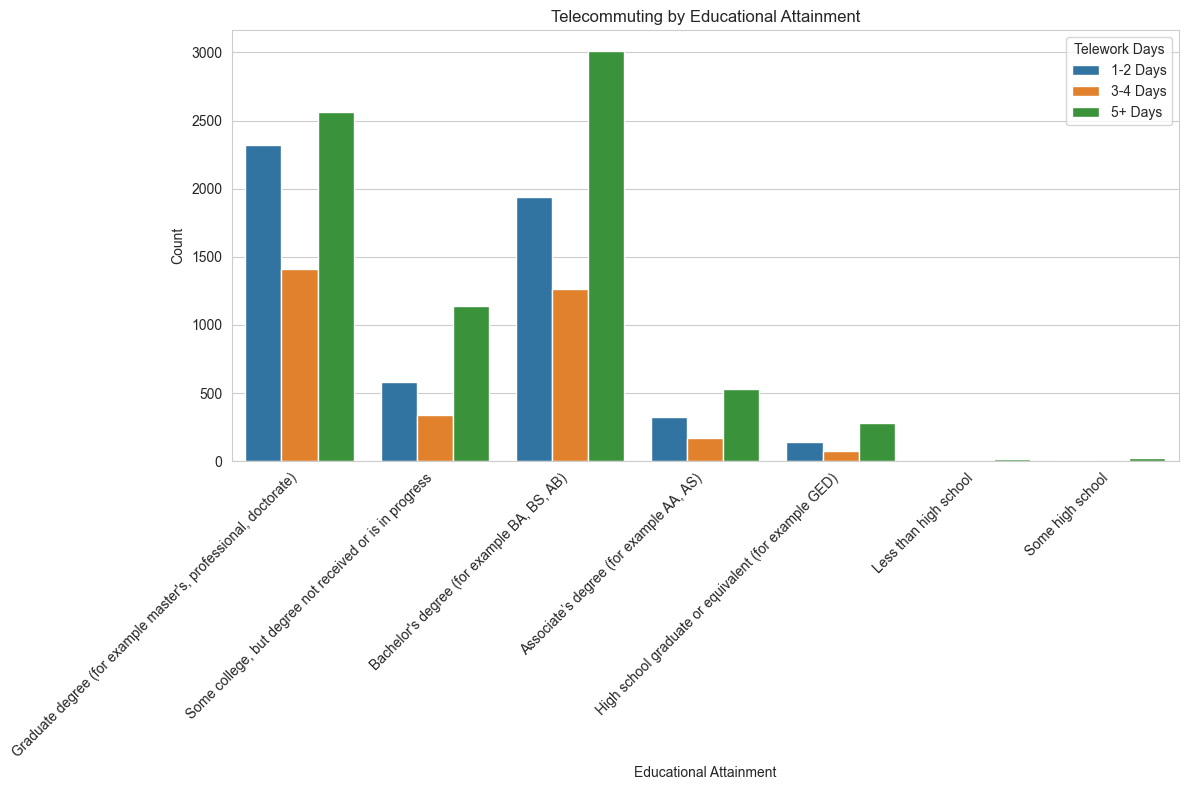 Telecommuting by Educational Attainment
Telework Days
1-2 Days
3-4 Days
5+ Days
Count
3000
2500
2000
1500
1000
500
0
Graduate degree (for example master's, professional, doctorate)
Some college, but degree not received or is in progress
Bachelor's degree (for example BA, BS, AB)
Associate's degree (for example AA, AS)
High school graduate or equivalent (for example GED)
Less than high school
Some high school
Educational Attainment